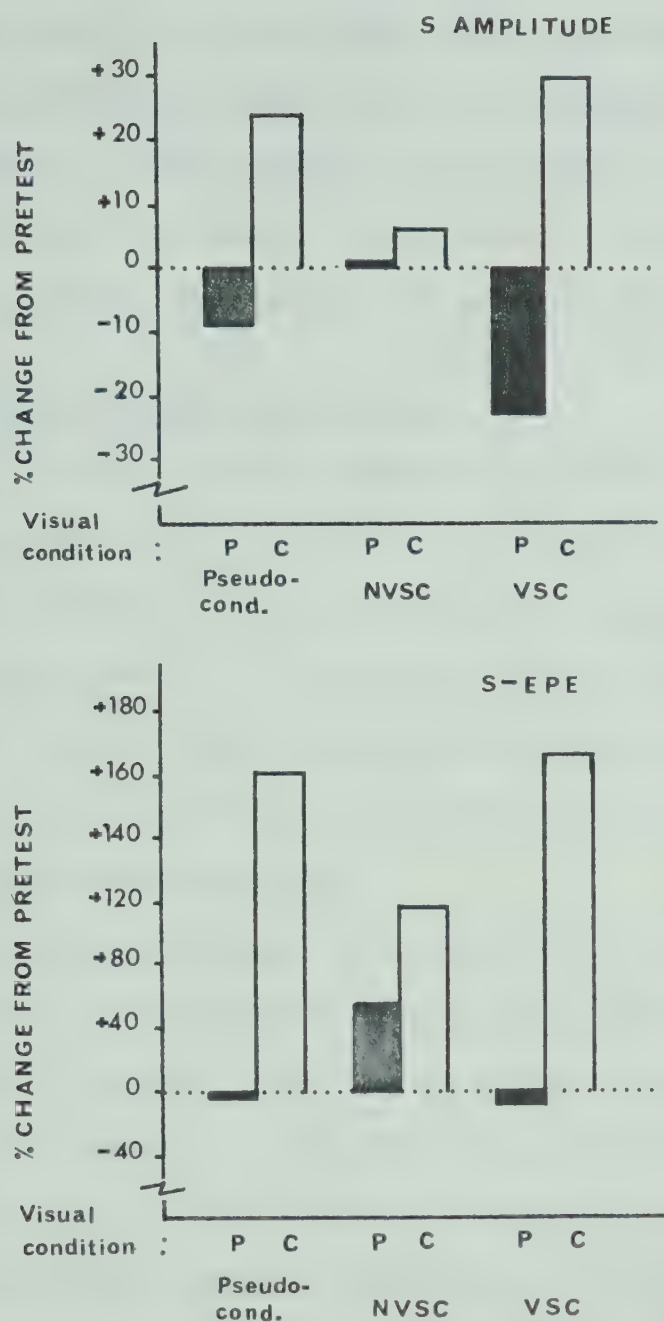 S AMPLITUDE
% CHANGE FROM PRETEST
+30
+20
+10
0
-10
-20
-30
Visual condition :
P C P C P C
Pseudo-cond. NVSC VSC
S-EPE
% CHANGE FROM PRETEST
+180
+160
+140
+120
+80
+40
0
-40
Visual condition :
P C P C P C
Pseudo-cond. NVSC VSC